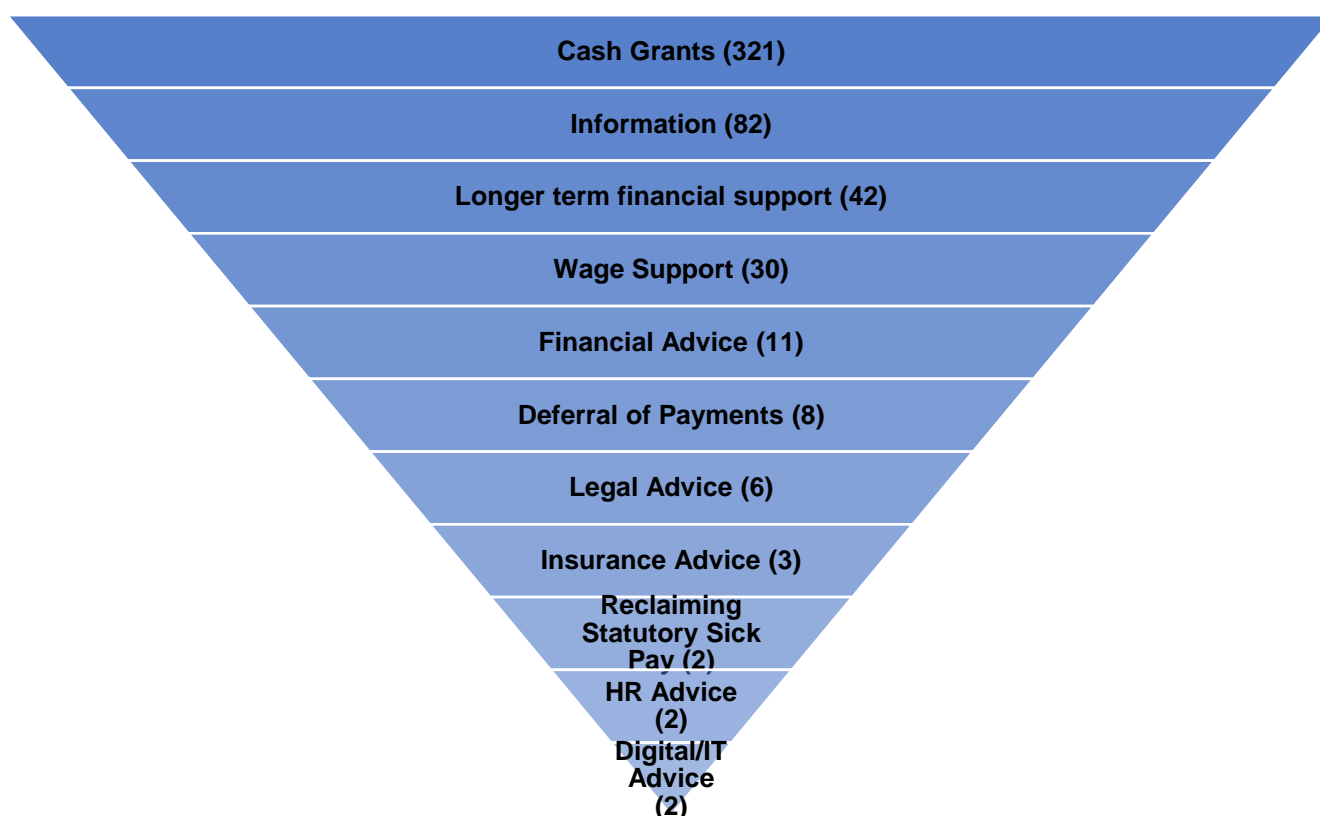 Cash Grants (321)
Information (82)
Longer term financial support (42)
Wage Support (30)
Financial Advice (11)
Deferral of Payments (8)
Legal Advice (6)
Insurance Advice (3)
Reclaiming
Statutory Sick
Pay (2)
HR Advice
(2)
Digital/IT
Advice
(2)